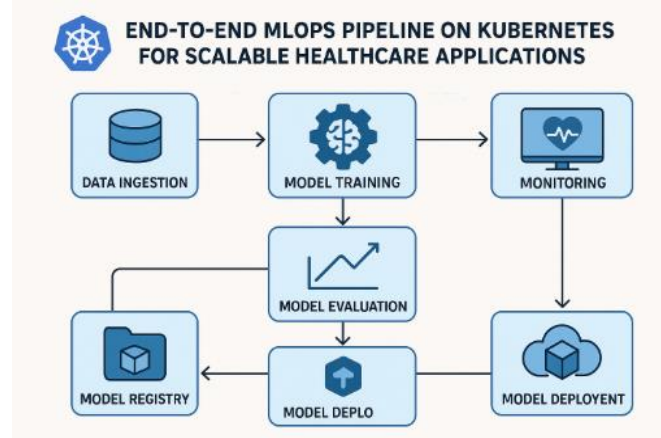 END-TO-END MLOPS PIPELINE ON KUBERNETES
FOR SCALABLE HEALTHCARE APPLICATIONS
DATA INGESTION
MODEL TRAINING
MONITORING
MODEL EVALUATION
MODEL REGISTRY
MODEL DEPLO
MODEL DEPLOYENT